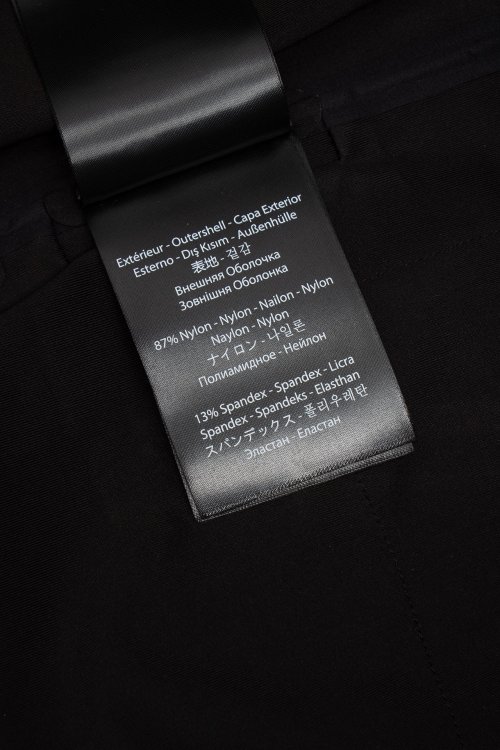 Extérieur - Outershell - Capa Exterior
Esterno - Dış Kısım - Außenhülle
表地 - 겉감
Внешняя Оболочка
Зовнішня Оболонка
87% Nylon - Nylon - Nailon - Nylon
Naylon - Nylon
ナイロン - 나일론
Полиамидное - Нейлон
13% Spandex - Spandex - Licra
Spandex - Spandeks - Elasthan
スパンデックス - 폴리우레탄
Эластан - Еластан